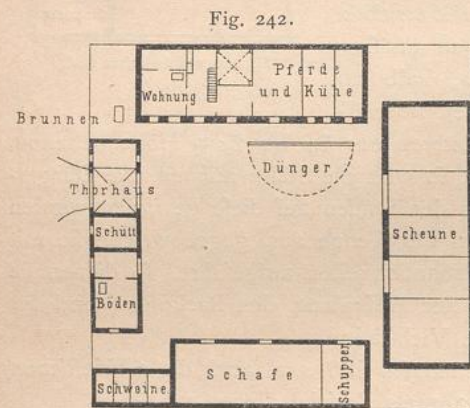 Fig. 242.
Wohnung
Pferde
und Kühe
Brunnen
Dünger
Thorhaus
Schütt
Boden
Scheune.
Schafe
Schuppen
Schweine